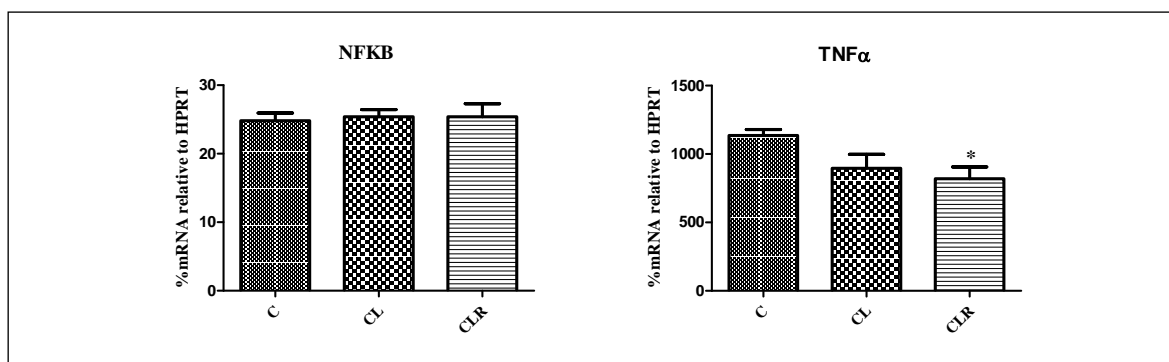 NFKB
%mRNA relative to HPRT
30
20
10
0
C
CL
CLR
TNFα
%mRNA relative to HPRT
1500
1000
500
0
*
C
CL
CLR